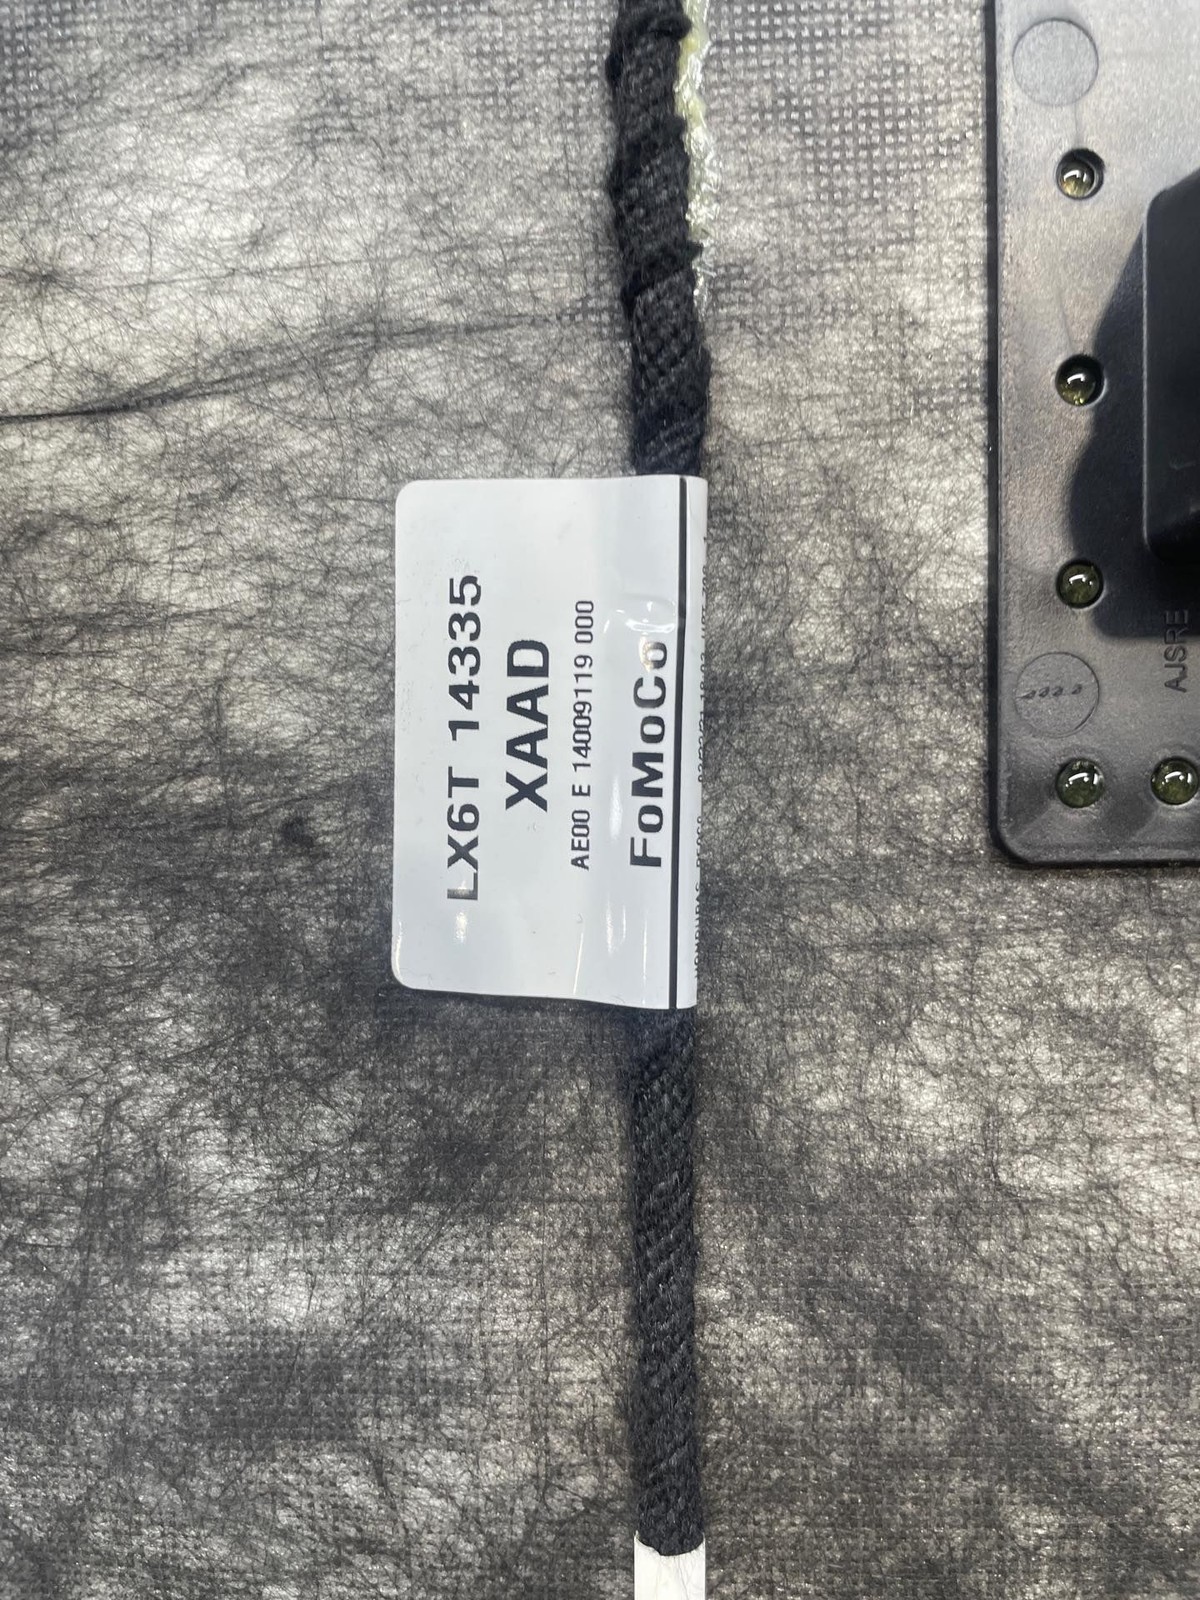 LX6T 14335
XAAD
AE00 E 14009119 000
FoMoCo
AJSRE